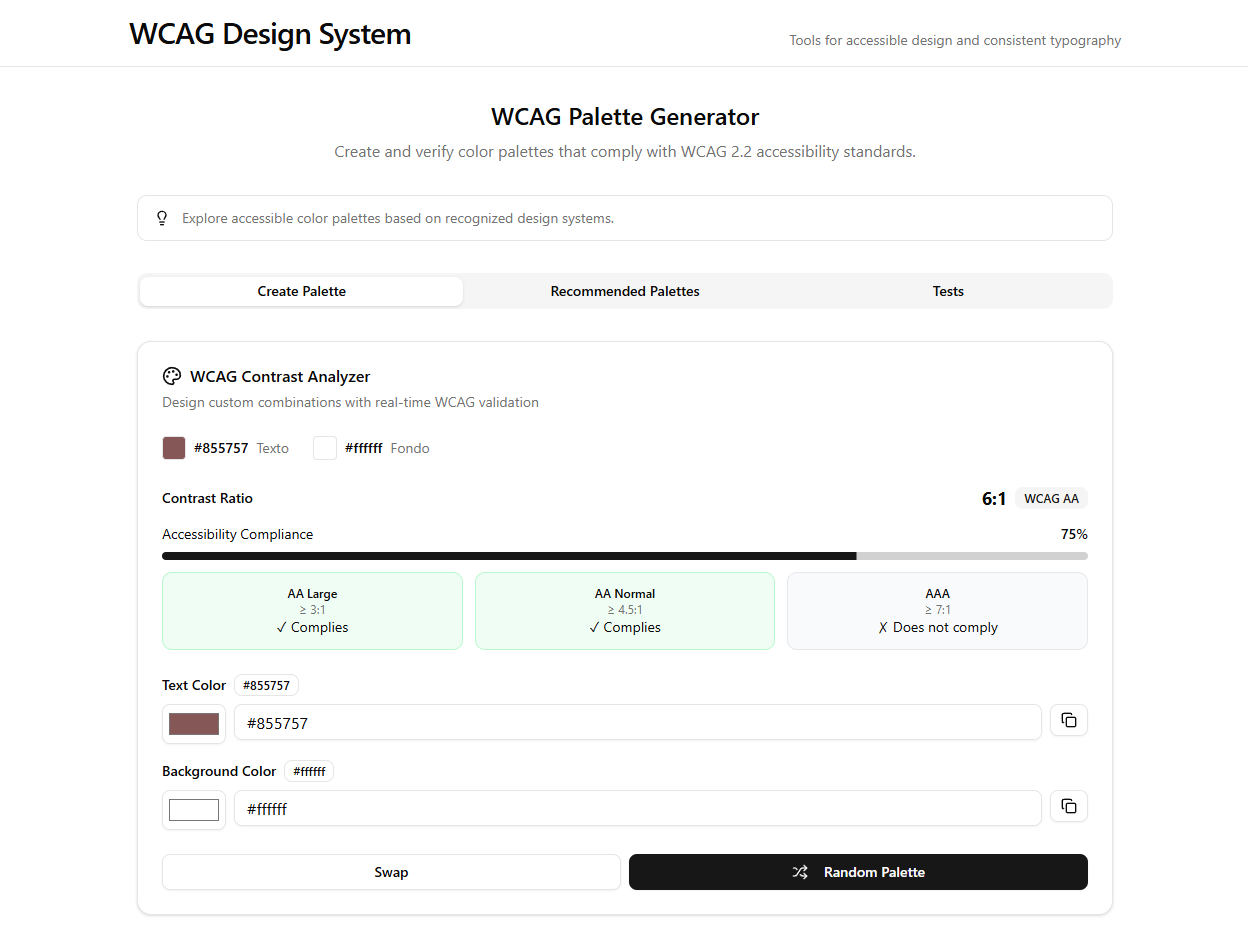 WCAG Design System
Tools for accessible design and consistent typography
WCAG Palette Generator
Create and verify color palettes that comply with WCAG 2.2 accessibility standards.
Explore accessible color palettes based on recognized design systems.
Create Palette Recommended Palettes Tests
WCAG Contrast Analyzer
Design custom combinations with real-time WCAG validation
#855757 Texto #ffffff Fondo
Contrast Ratio 6:1 WCAG AA
Accessibility Compliance 75%
AA Large AA Normal AAA
≥ 3:1 ≥ 4.5:1 ≥ 7:1
✓ Complies ✓ Complies ✗ Does not comply
Text Color #855757
#855757
Background Color #ffffff
#ffffff
Swap Random Palette